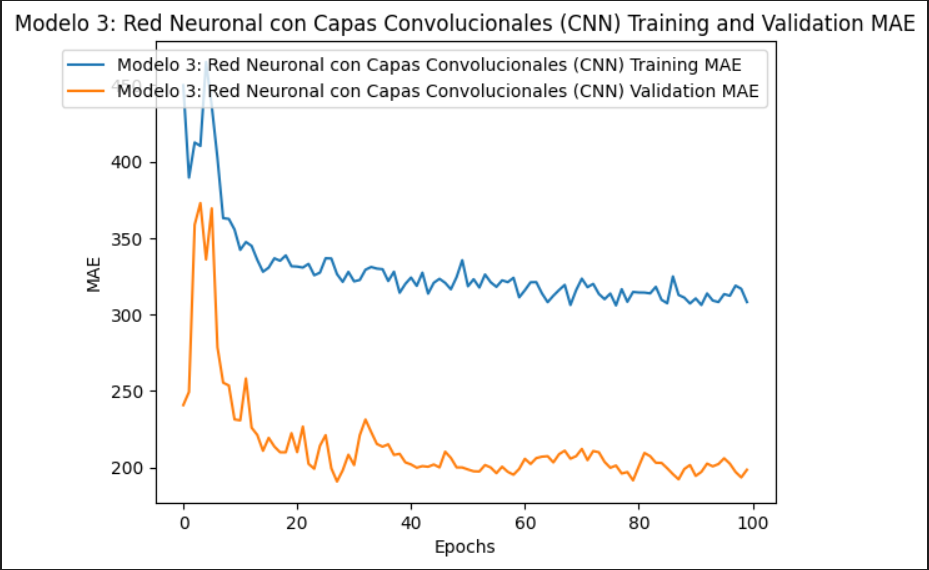 Modelo 3: Red Neuronal con Capas Convolucionales (CNN) Training and Validation MAE
Modelo 3: Red Neuronal con Capas Convolucionales (CNN) Training MAE
Modelo 3: Red Neuronal con Capas Convolucionales (CNN) Validation MAE
450
400
350
300
250
200
MAE
0 20 40 60 80 100
Epochs